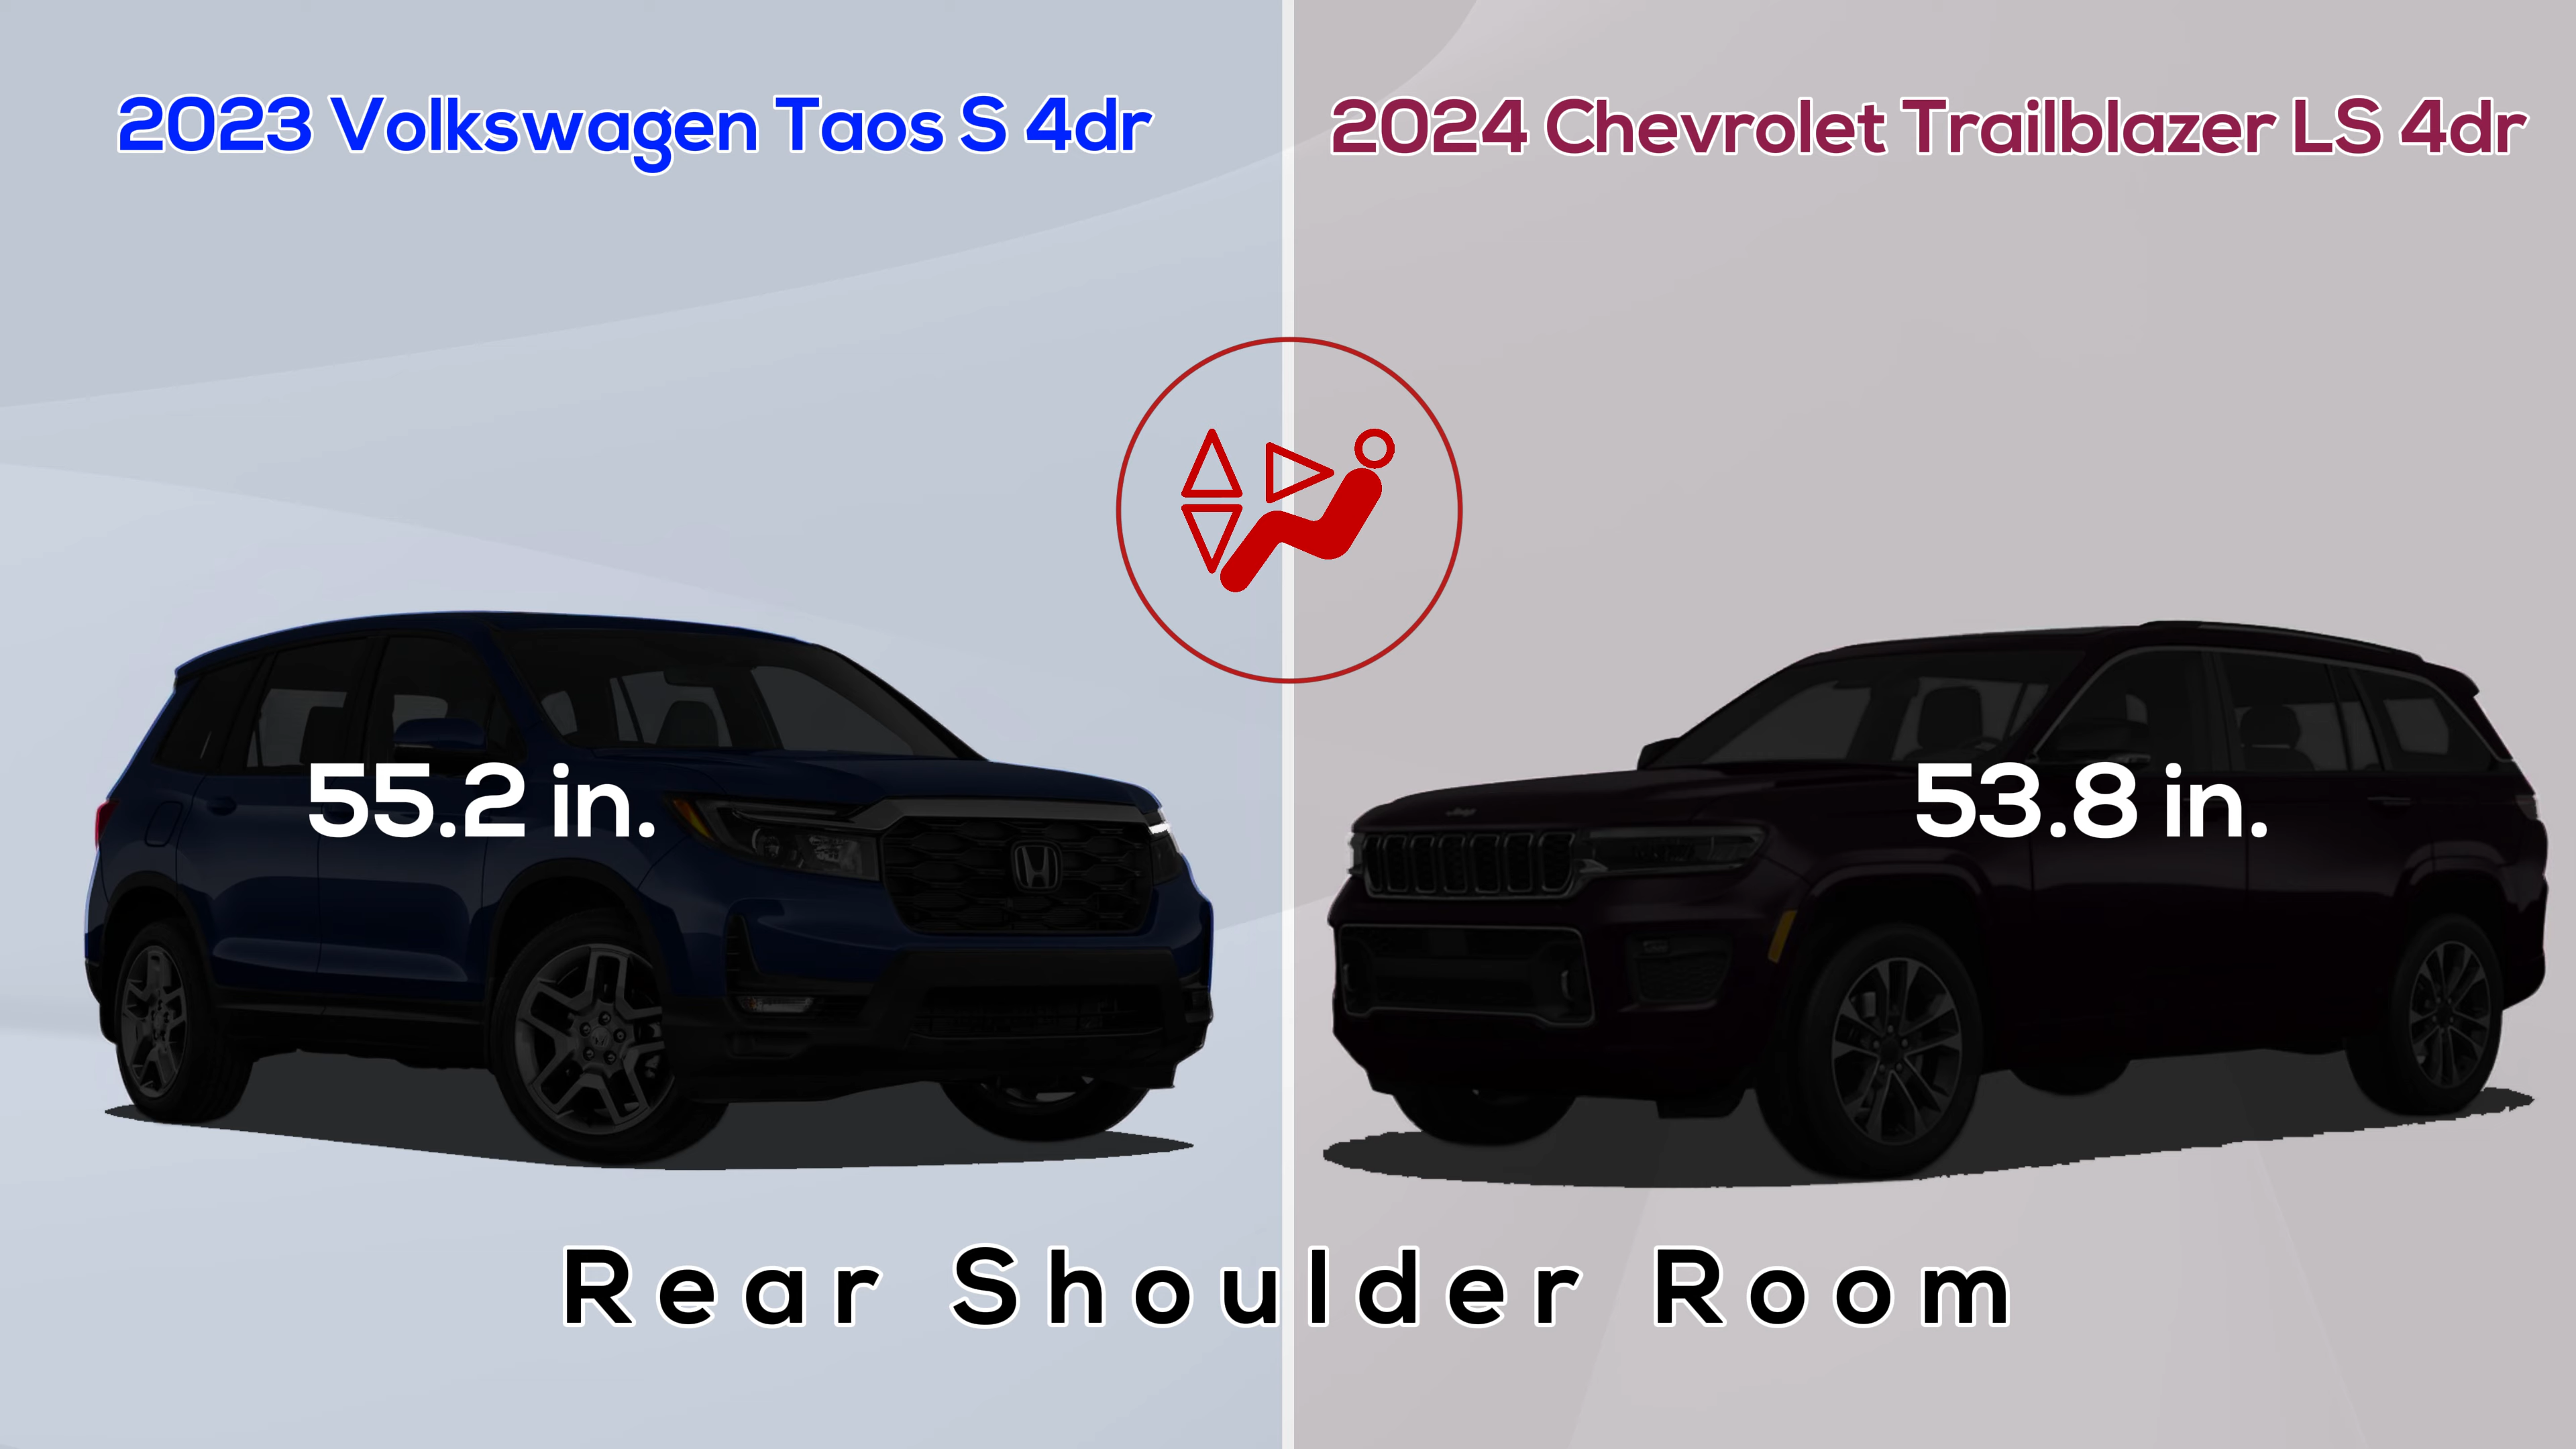 2023 Volkswagen Taos S 4dr
2024 Chevrolet Trailblazer LS 4dr
55.2 in.
53.8 in.
Rear Shoulder Room